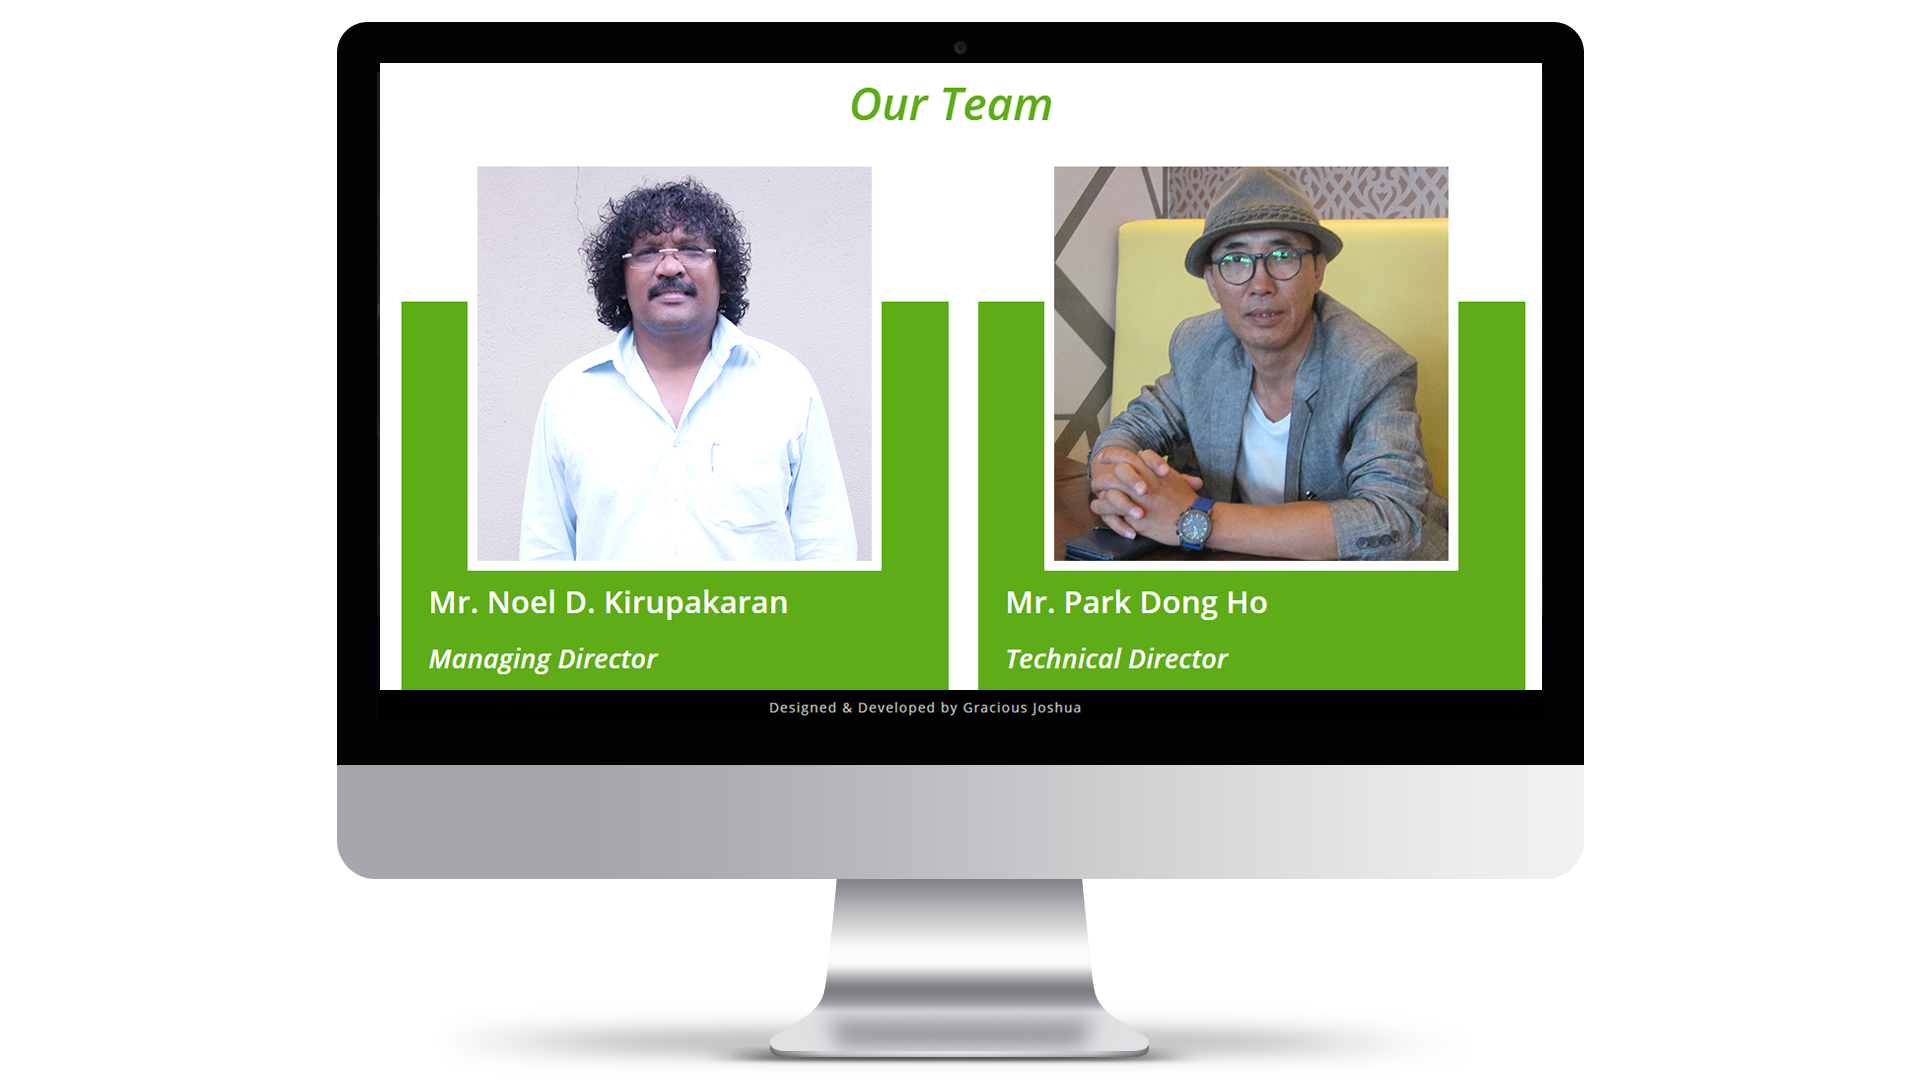 Our Team
Mr. Noel D. Kirupakaran
Managing Director
Mr. Park Dong Ho
Technical Director
Designed & Developed by Gracious Joshua